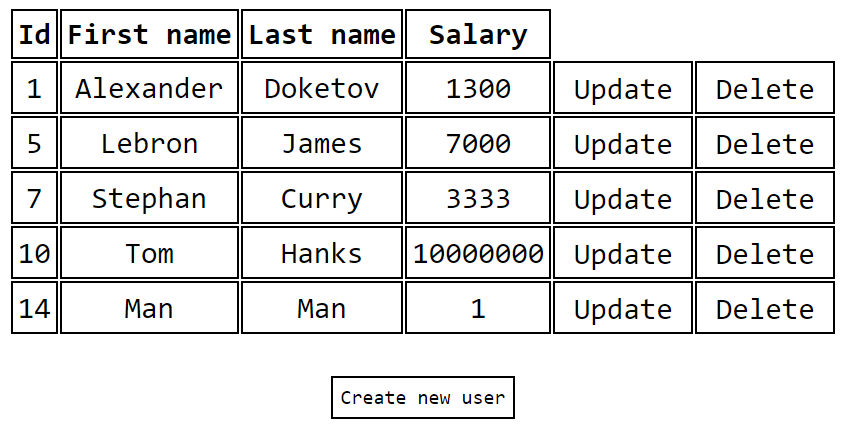 Id First name Last name Salary
1 Alexander Doketov 1300 Update Delete
5 Lebron James 7000 Update Delete
7 Stephan Curry 3333 Update Delete
10 Tom Hanks 10000000 Update Delete
14 Man Man 1 Update Delete
Create new user